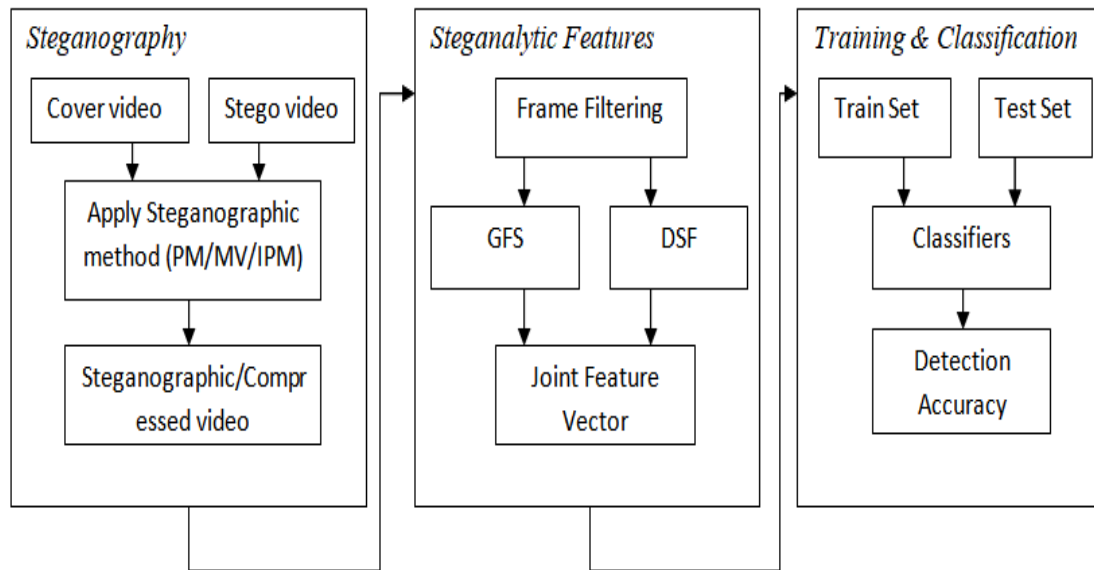 Steganography
Cover video
Stego video
Apply Steganographic
method (PM/MV/IPM)
Steganographic/Compr
essed video
Steganalytic Features
Frame Filtering
GFS
DSF
Joint Feature
Vector
Training & Classification
Train Set
Test Set
Classifiers
Detection
Accuracy